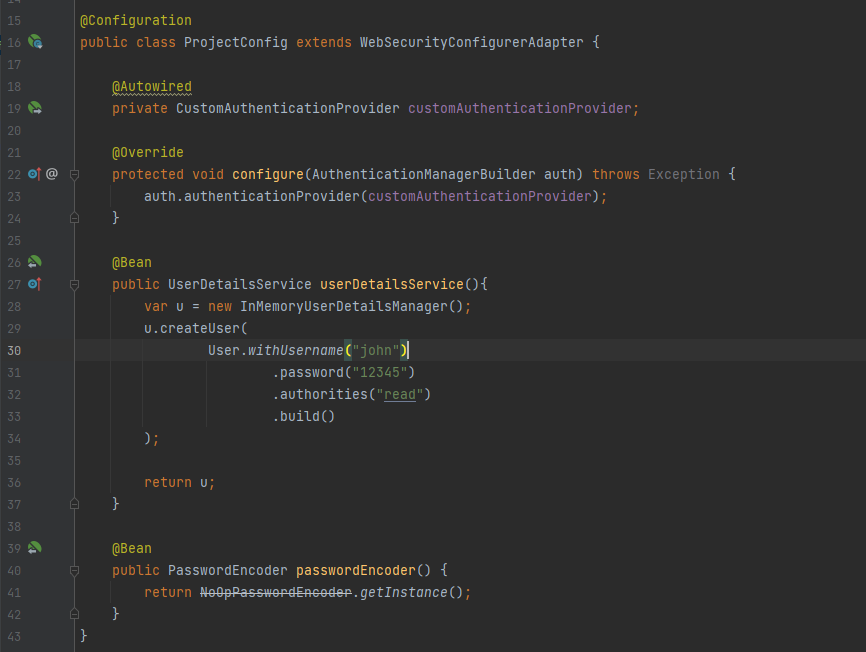 15 @Configuration
16 public class ProjectConfig extends WebSecurityConfigurerAdapter {
17
18     @Autowired
19     private CustomAuthenticationProvider customAuthenticationProvider;
20
21     @Override
22 @   protected void configure(AuthenticationManagerBuilder auth) throws Exception {
23         auth.authenticationProvider(customAuthenticationProvider);
24     }
25
26     @Bean
27     public UserDetailsService userDetailsService(){
28         var u = new InMemoryUserDetailsManager();
29         u.createUser(
30                 User.withUsername("john")
31                         .password("12345")
32                         .authorities("read")
33                         .build()
34         );
35
36         return u;
37     }
38
39     @Bean
40     public PasswordEncoder passwordEncoder() {
41         return NoOpPasswordEncoder.getInstance();
42     }
43 }